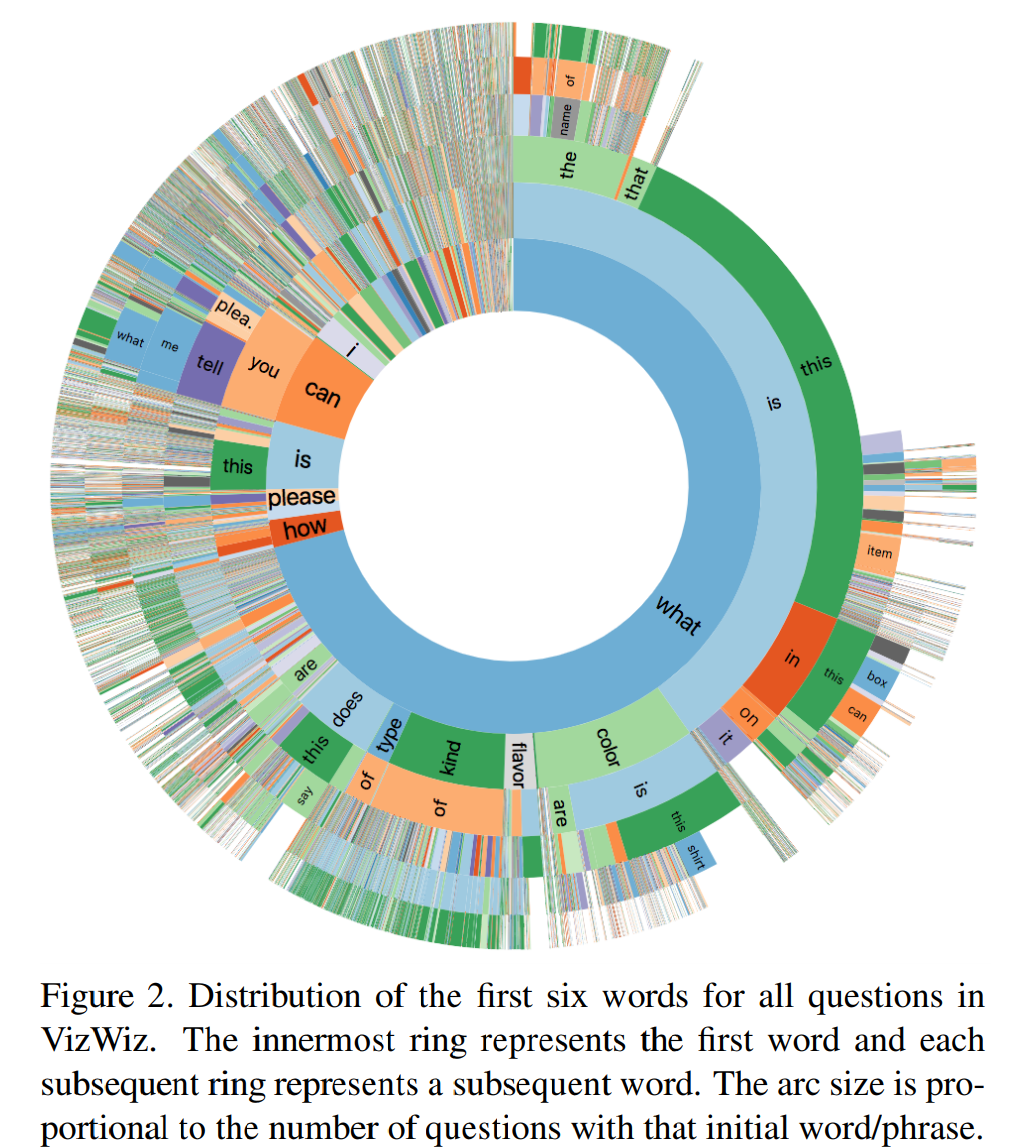 of
name
the
that
this
is
what
item
in
this
box
can
on
it
color
is
are
this
shirt
flavor
kind
of
type
of
does
this
say
are
how
please
is
this
can
you
plea.
tell
me
what
i
Figure 2. Distribution of the first six words for all questions in
VizWiz. The innermost ring represents the first word and each
subsequent ring represents a subsequent word. The arc size is pro-
portional to the number of questions with that initial word/phrase.